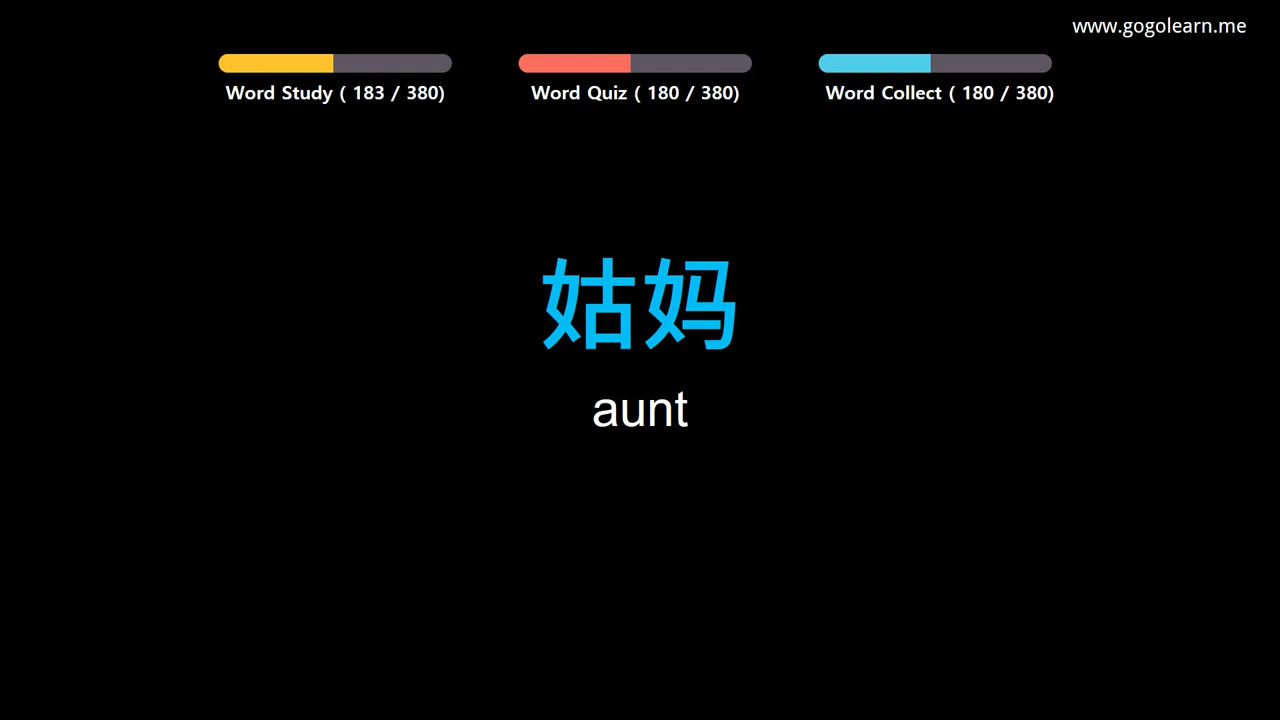 www.gogolearn.me
Word Study ( 183 / 380)
Word Quiz ( 180 / 380)
Word Collect ( 180 / 380)
姑妈
aunt